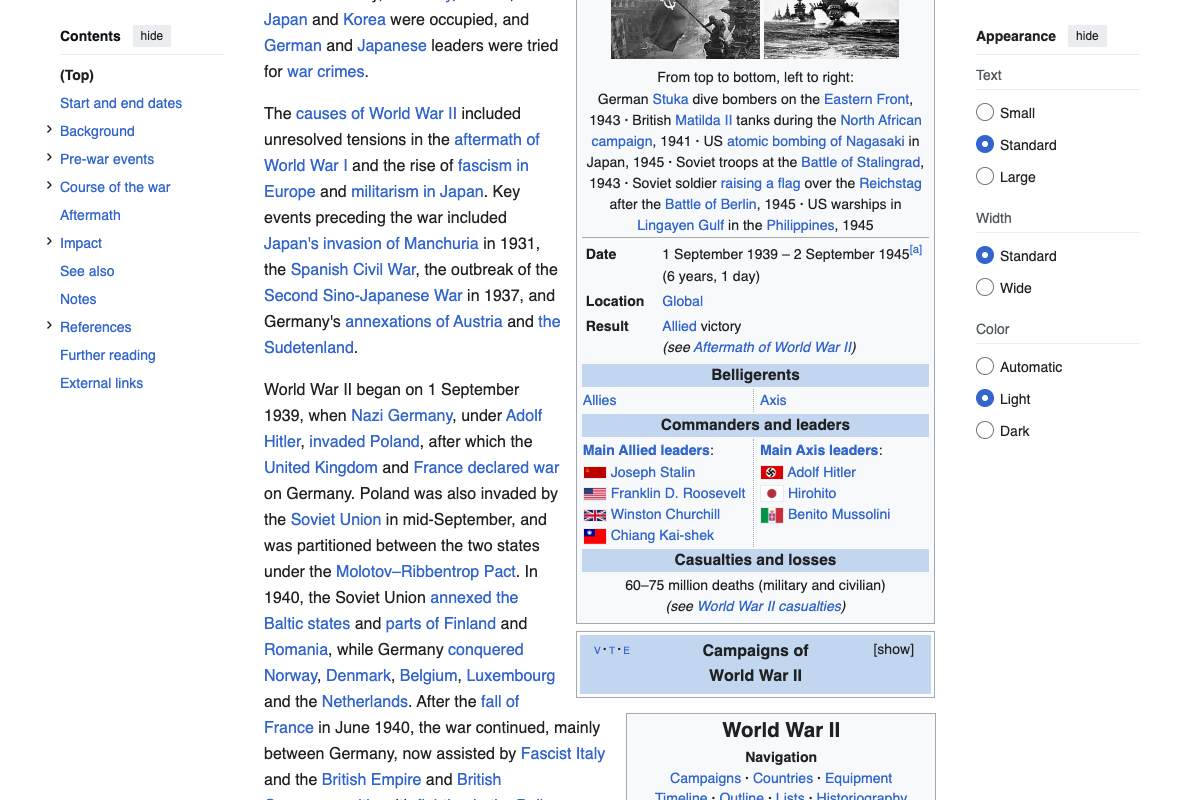 Contents hide
(Top)
Start and end dates
Background
Pre-war events
Course of the war
Aftermath
Impact
See also
Notes
References
Further reading
External links
Japan and Korea were occupied, and
German and Japanese leaders were tried
for war crimes.
The causes of World War II included
unresolved tensions in the aftermath of
World War I and the rise of fascism in
Europe and militarism in Japan. Key
events preceding the war included
Japan's invasion of Manchuria in 1931,
the Spanish Civil War, the outbreak of the
Second Sino-Japanese War in 1937, and
Germany's annexations of Austria and the
Sudetenland.
World War II began on 1 September
1939, when Nazi Germany, under Adolf
Hitler, invaded Poland, after which the
United Kingdom and France declared war
on Germany. Poland was also invaded by
the Soviet Union in mid-September, and
was partitioned between the two states
under the Molotov–Ribbentrop Pact. In
1940, the Soviet Union annexed the
Baltic states and parts of Finland and
Romania, while Germany conquered
Norway, Denmark, Belgium, Luxembourg
and the Netherlands. After the fall of
France in June 1940, the war continued, mainly
between Germany, now assisted by Fascist Italy
and the British Empire and British
From top to bottom, left to right:
German Stuka dive bombers on the Eastern Front,
1943 · British Matilda II tanks during the North African
campaign, 1941 · US atomic bombing of Nagasaki in
Japan, 1945 · Soviet troops at the Battle of Stalingrad,
1943 · Soviet soldier raising a flag over the Reichstag
after the Battle of Berlin, 1945 · US warships in
Lingayen Gulf in the Philippines, 1945
Date 1 September 1939 – 2 September 1945[a]
(6 years, 1 day)
Location Global
Result Allied victory
(see Aftermath of World War II)
Belligerents
Allies Axis
Commanders and leaders
Main Allied leaders: Main Axis leaders:
Joseph Stalin Adolf Hitler
Franklin D. Roosevelt Hirohito
Winston Churchill Benito Mussolini
Chiang Kai-shek
Casualties and losses
60–75 million deaths (military and civilian)
(see World War II casualties)
V · T · E Campaigns of [show]
World War II
World War II
Navigation
Campaigns · Countries · Equipment
Timeline · Outline · Lists · Historiography
Appearance hide
Text
Small
Standard
Large
Width
Standard
Wide
Color
Automatic
Light
Dark